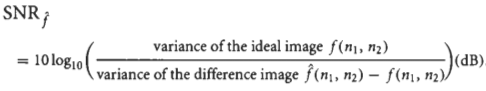 SNR f̂
= 10 log10 ( variance of the ideal image f(n1, n2) / variance of the difference image f̂(n1, n2) − f(n1, n2) ) (dB)